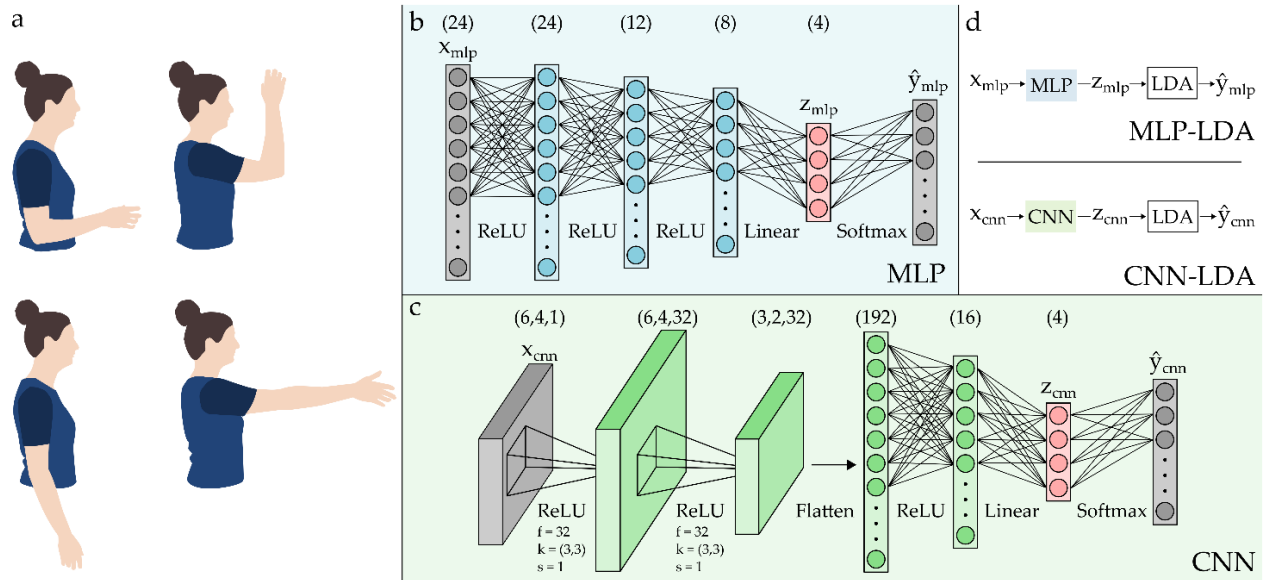 a
b
(24) (24) (12) (8) (4)
x_mlp
z_mlp
ŷ_mlp
ReLU ReLU ReLU Linear Softmax
MLP
c
(6,4,1) (6,4,32) (3,2,32) (192) (16) (4)
x_cnn
z_cnn
ŷ_cnn
ReLU
f = 32
k = (3,3)
s = 1
ReLU
f = 32
k = (3,3)
s = 1
Flatten ReLU Linear Softmax
CNN
d
x_mlp MLP z_mlp LDA ŷ_mlp
MLP-LDA
x_cnn CNN z_cnn LDA ŷ_cnn
CNN-LDA